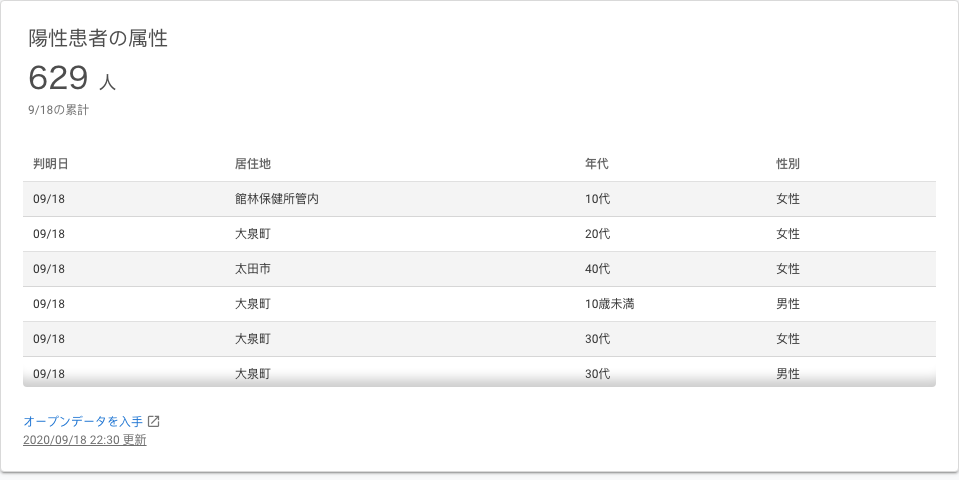 陽性患者の属性
629 人
9/18の累計
判明日 居住地 年代 性別
09/18 館林保健所管内 10代 女性
09/18 大泉町 20代 女性
09/18 太田市 40代 女性
09/18 大泉町 10歳未満 男性
09/18 大泉町 30代 女性
09/18 大泉町 30代 男性
オープンデータを入手
2020/09/18 22:30 更新